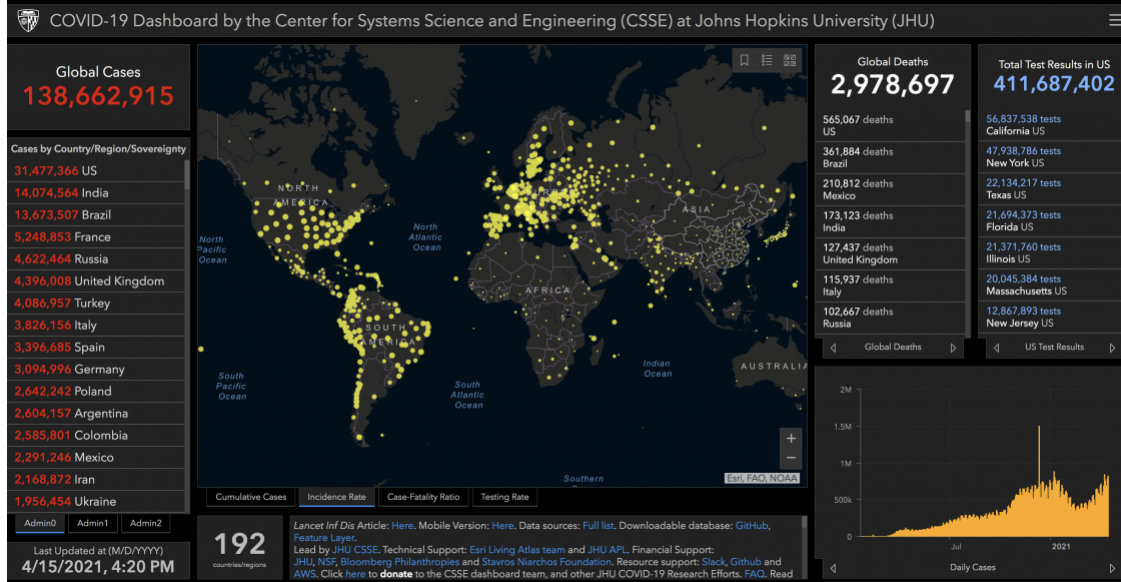 COVID-19 Dashboard by the Center for Systems Science and Engineering (CSSE) at Johns Hopkins University (JHU)
Global Cases
138,662,915
Cases by Country/Region/Sovereignty
31,477,366 US
14,074,564 India
13,673,507 Brazil
5,248,853 France
4,622,464 Russia
4,396,008 United Kingdom
4,086,957 Turkey
3,826,156 Italy
3,396,685 Spain
3,094,996 Germany
2,642,242 Poland
2,604,157 Argentina
2,585,801 Colombia
2,291,246 Mexico
2,168,872 Iran
1,956,454 Ukraine
Admin0 Admin1 Admin2
Last Updated at (M/D/YYYY)
4/15/2021, 4:20 PM
NORTH
AMERICA
North
Pacific
Ocean
North
Atlantic
Ocean
ASIA
AFRICA
SOUTH
AMERICA
Indian
Ocean
AUSTRALIA
South
Pacific
Ocean
South
Atlantic
Ocean
Southern
+
−
Esri, FAO, NOAA
Cumulative Cases Incidence Rate Case-Fatality Ratio Testing Rate
192
countries/regions
Lancet Inf Dis Article: Here. Mobile Version: Here. Data sources: Full list. Downloadable database: GitHub,
Feature Layer.
Lead by JHU CSSE. Technical Support: Esri Living Atlas team and JHU APL. Financial Support:
JHU, NSF, Bloomberg Philanthropies and Stavros Niarchos Foundation. Resource support: Slack, Github and
AWS. Click here to donate to the CSSE dashboard team, and other JHU COVID-19 Research Efforts. FAQ. Read
Global Deaths
2,978,697
565,067 deaths
US
361,884 deaths
Brazil
210,812 deaths
Mexico
173,123 deaths
India
127,437 deaths
United Kingdom
115,937 deaths
Italy
102,667 deaths
Russia
Global Deaths
Total Test Results in US
411,687,402
56,837,538 tests
California US
47,938,786 tests
New York US
22,134,217 tests
Texas US
21,694,373 tests
Florida US
21,371,760 tests
Illinois US
20,045,384 tests
Massachusetts US
12,867,893 tests
New Jersey US
US Test Results
2M
1.5M
1M
500k
0
Jul 2021
Daily Cases